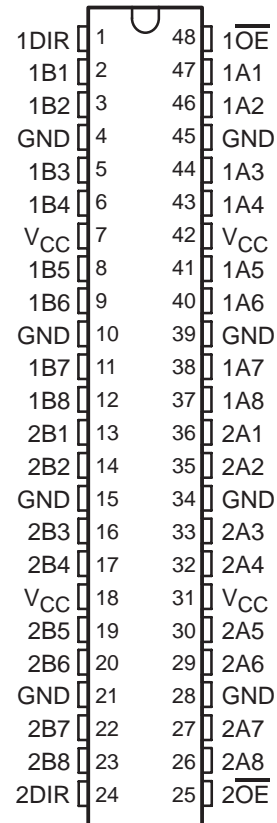 1DIR 1 48 1O̅E̅
1B1 2 47 1A1
1B2 3 46 1A2
GND 4 45 GND
1B3 5 44 1A3
1B4 6 43 1A4
VCC 7 42 VCC
1B5 8 41 1A5
1B6 9 40 1A6
GND 10 39 GND
1B7 11 38 1A7
1B8 12 37 1A8
2B1 13 36 2A1
2B2 14 35 2A2
GND 15 34 GND
2B3 16 33 2A3
2B4 17 32 2A4
VCC 18 31 VCC
2B5 19 30 2A5
2B6 20 29 2A6
GND 21 28 GND
2B7 22 27 2A7
2B8 23 26 2A8
2DIR 24 25 2O̅E̅